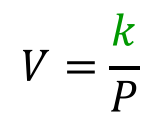 V = k/P